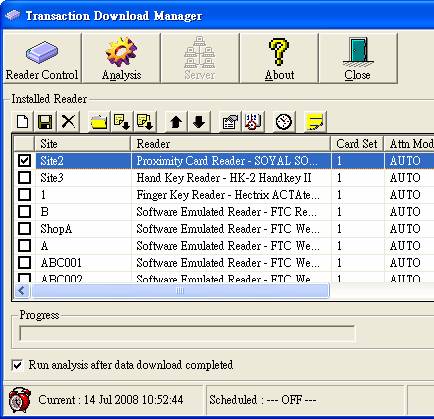 Transaction Download Manager
Reader Control Analysis Server About Close
Installed Reader
Site Reader Card Set Attn Mod
Site2 Proximity Card Reader - SOYAL SO... 1 AUTO
Site3 Hand Key Reader - HK-2 Handkey II 1 AUTO
1 Finger Key Reader - Hectrix ACTAte... 1 AUTO
B Software Emulated Reader - FTC Re... 1 AUTO
ShopA Software Emulated Reader - FTC We... 1 AUTO
A Software Emulated Reader - FTC We... 1 AUTO
ABC001 Software Emulated Reader - FTC We... 1 AUTO
ABC002 Software Emulated Reader - FTC We... 1 AUTO
Progress
Run analysis after data download completed
Current : 14 Jul 2008 10:52:44 Scheduled : --- OFF ---